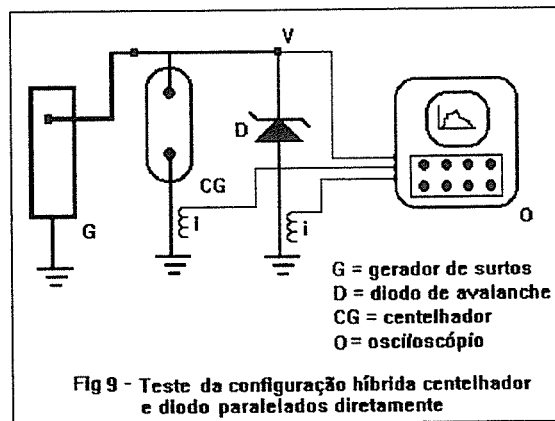 V
D
CG
G
i
i
O
G = gerador de surtos
D = diodo de avalanche
CG = centelhador
O = osciloscópio
Fig 9 - Teste da configuração híbrida centelhador
e diodo paralelados diretamente